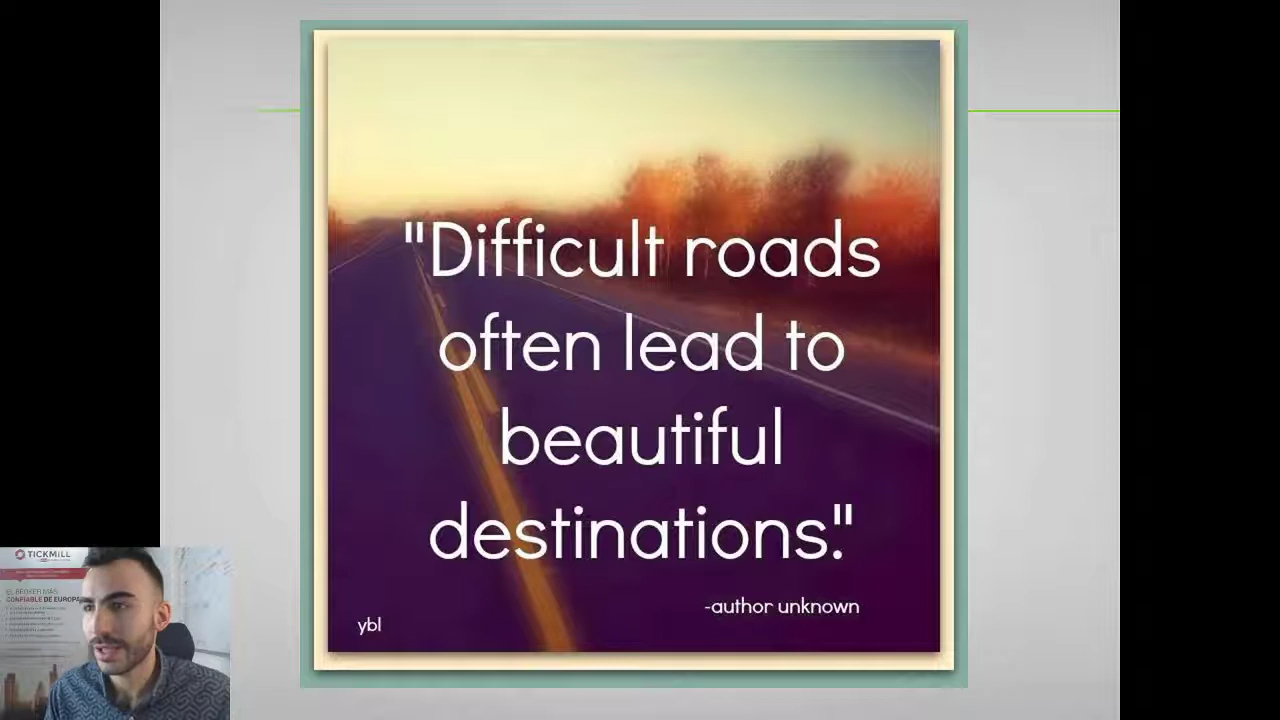 "Difficult roads
often lead to
beautiful
destinations."
-author unknown
ybl
TICKMILL
EL BROKER MÁS
CONFIABLE DE EUROPA